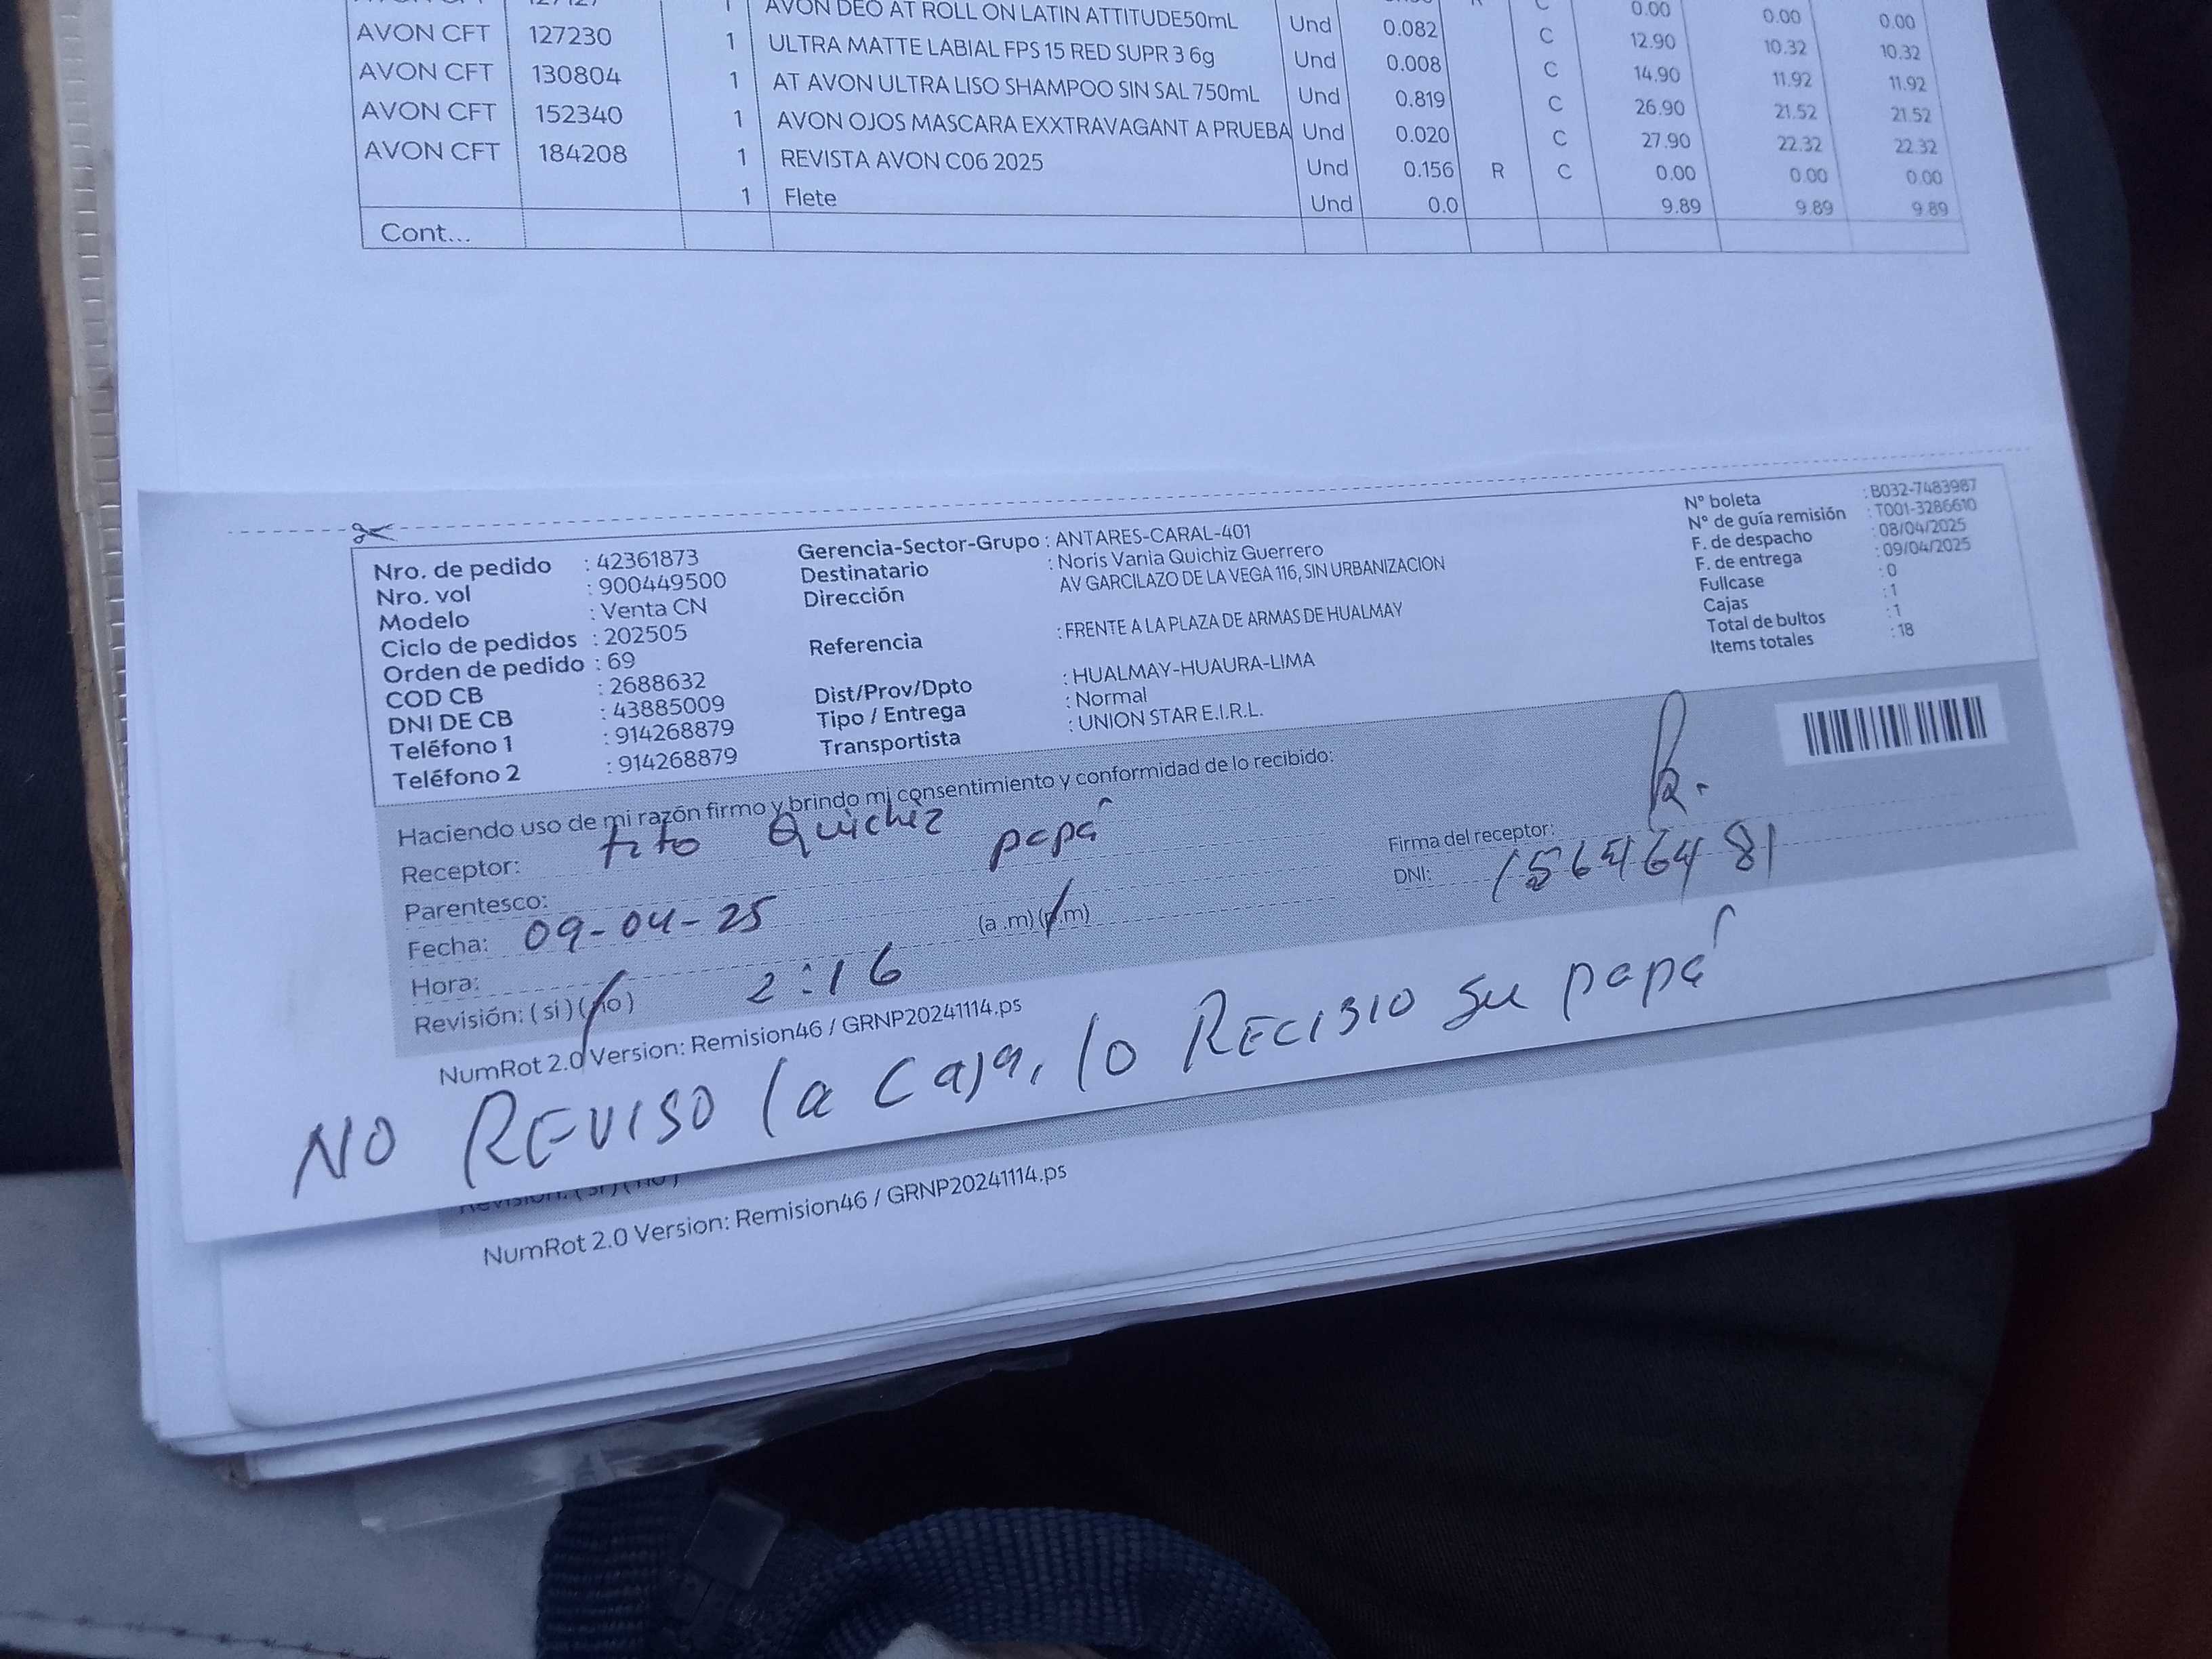 AVON DEO AT ROLL ON LATIN ATTITUDE50mL Und 0.082 C 0.00 0.00 0.00
AVON CFT 127230 1 ULTRA MATTE LABIAL FPS 15 RED SUPR 3 6g Und 0.008 C 12.90 10.32 10.32
AVON CFT 130804 1 AT AVON ULTRA LISO SHAMPOO SIN SAL 750mL Und 0.819 C 14.90 11.92 11.92
AVON CFT 152340 1 AVON OJOS MASCARA EXXTRAVAGANT A PRUEBA Und 0.020 C 26.90 21.52 21.52
AVON CFT 184208 1 REVISTA AVON C06 2025 Und 0.156 R C 27.90 22.32 22.32
1 Flete Und 0.0 0.00 0.00 0.00
9.89 9.89 9.89
Cont...
Nro. de pedido : 42361873
Nro. vol : 900449500
Modelo : Venta CN
Ciclo de pedidos : 202505
Orden de pedido : 69
COD CB : 2688632
DNI DE CB : 43885009
Teléfono 1 : 914268879
Teléfono 2 : 914268879
Gerencia-Sector-Grupo : ANTARES-CARAL-401
Destinatario : Noris Vania Quichiz Guerrero
Dirección AV GARCILAZO DE LA VEGA 116, SIN URBANIZACION
Referencia : FRENTE A LA PLAZA DE ARMAS DE HUALMAY
Dist/Prov/Dpto : HUALMAY-HUAURA-LIMA
Tipo / Entrega : Normal
Transportista : UNION STAR E.I.R.L.
N° boleta : B032-7483987
N° de guía remisión : T001-3286610
F. de despacho : 08/04/2025
F. de entrega : 09/04/2025
Fullcase : 0
Cajas : 1
Total de bultos : 1
Items totales : 18
Haciendo uso de mi razón firmo y brindo mi consentimiento y conformidad de lo recibido:
Receptor: tito Quichiz
Parentesco: papá
Fecha: 09-04-25
Hora: 2:16 (a.m) (p.m)
Revisión: (si) (no)
Firma del receptor:
DNI: 15646481
NumRot 2.0 Version: Remision46 / GRNP20241114.ps
NO REVISO la caja, lo RECIBIO su papá
Revisión: (si) (no)
NumRot 2.0 Version: Remision46 / GRNP20241114.ps